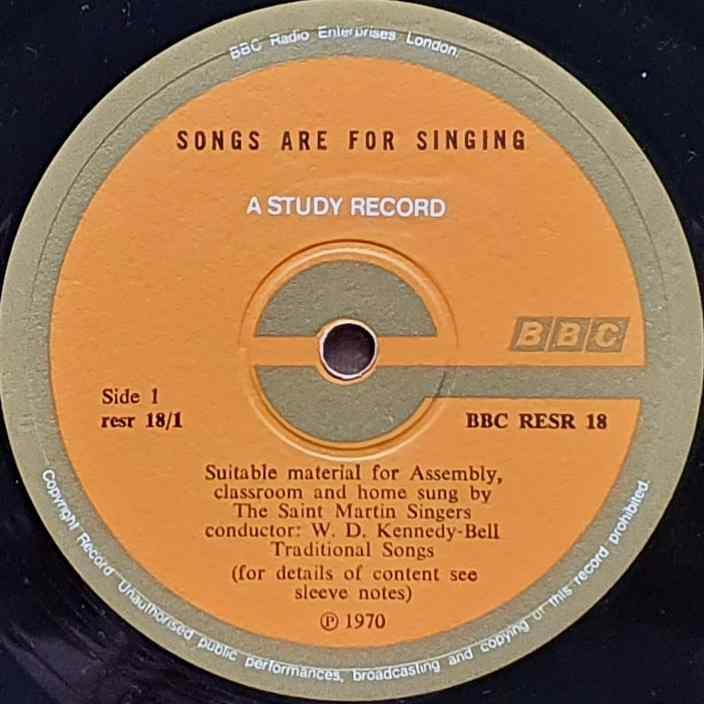 BBC Radio Enterprises London.
SONGS ARE FOR SINGING
A STUDY RECORD
BBC
Side 1
resr 18/1
BBC RESR 18
Suitable material for Assembly,
classroom and home sung by
The Saint Martin Singers
conductor: W. D. Kennedy-Bell
Traditional Songs
(for details of content see
sleeve notes)
℗ 1970
Copyright Record Unauthorised public performances, broadcasting and copying of this record prohibited.